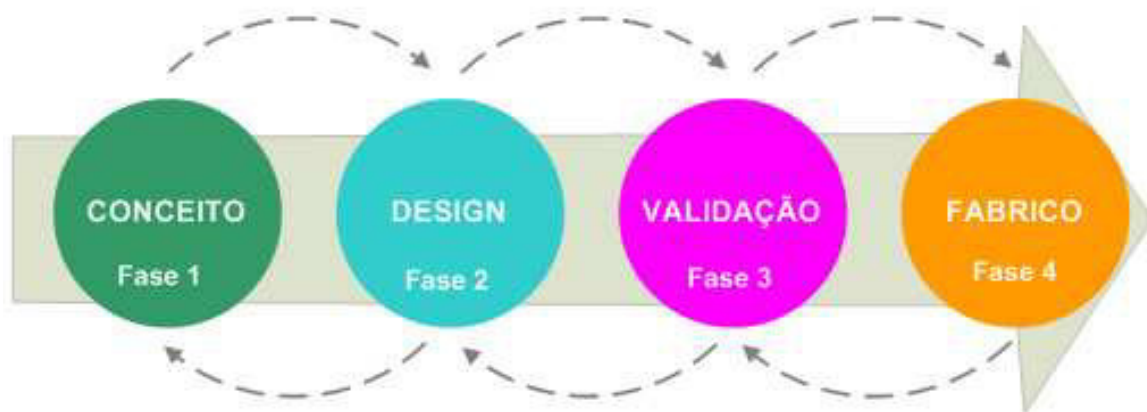 CONCEITO
Fase 1
DESIGN
Fase 2
VALIDAÇÃO
Fase 3
FABRICO
Fase 4